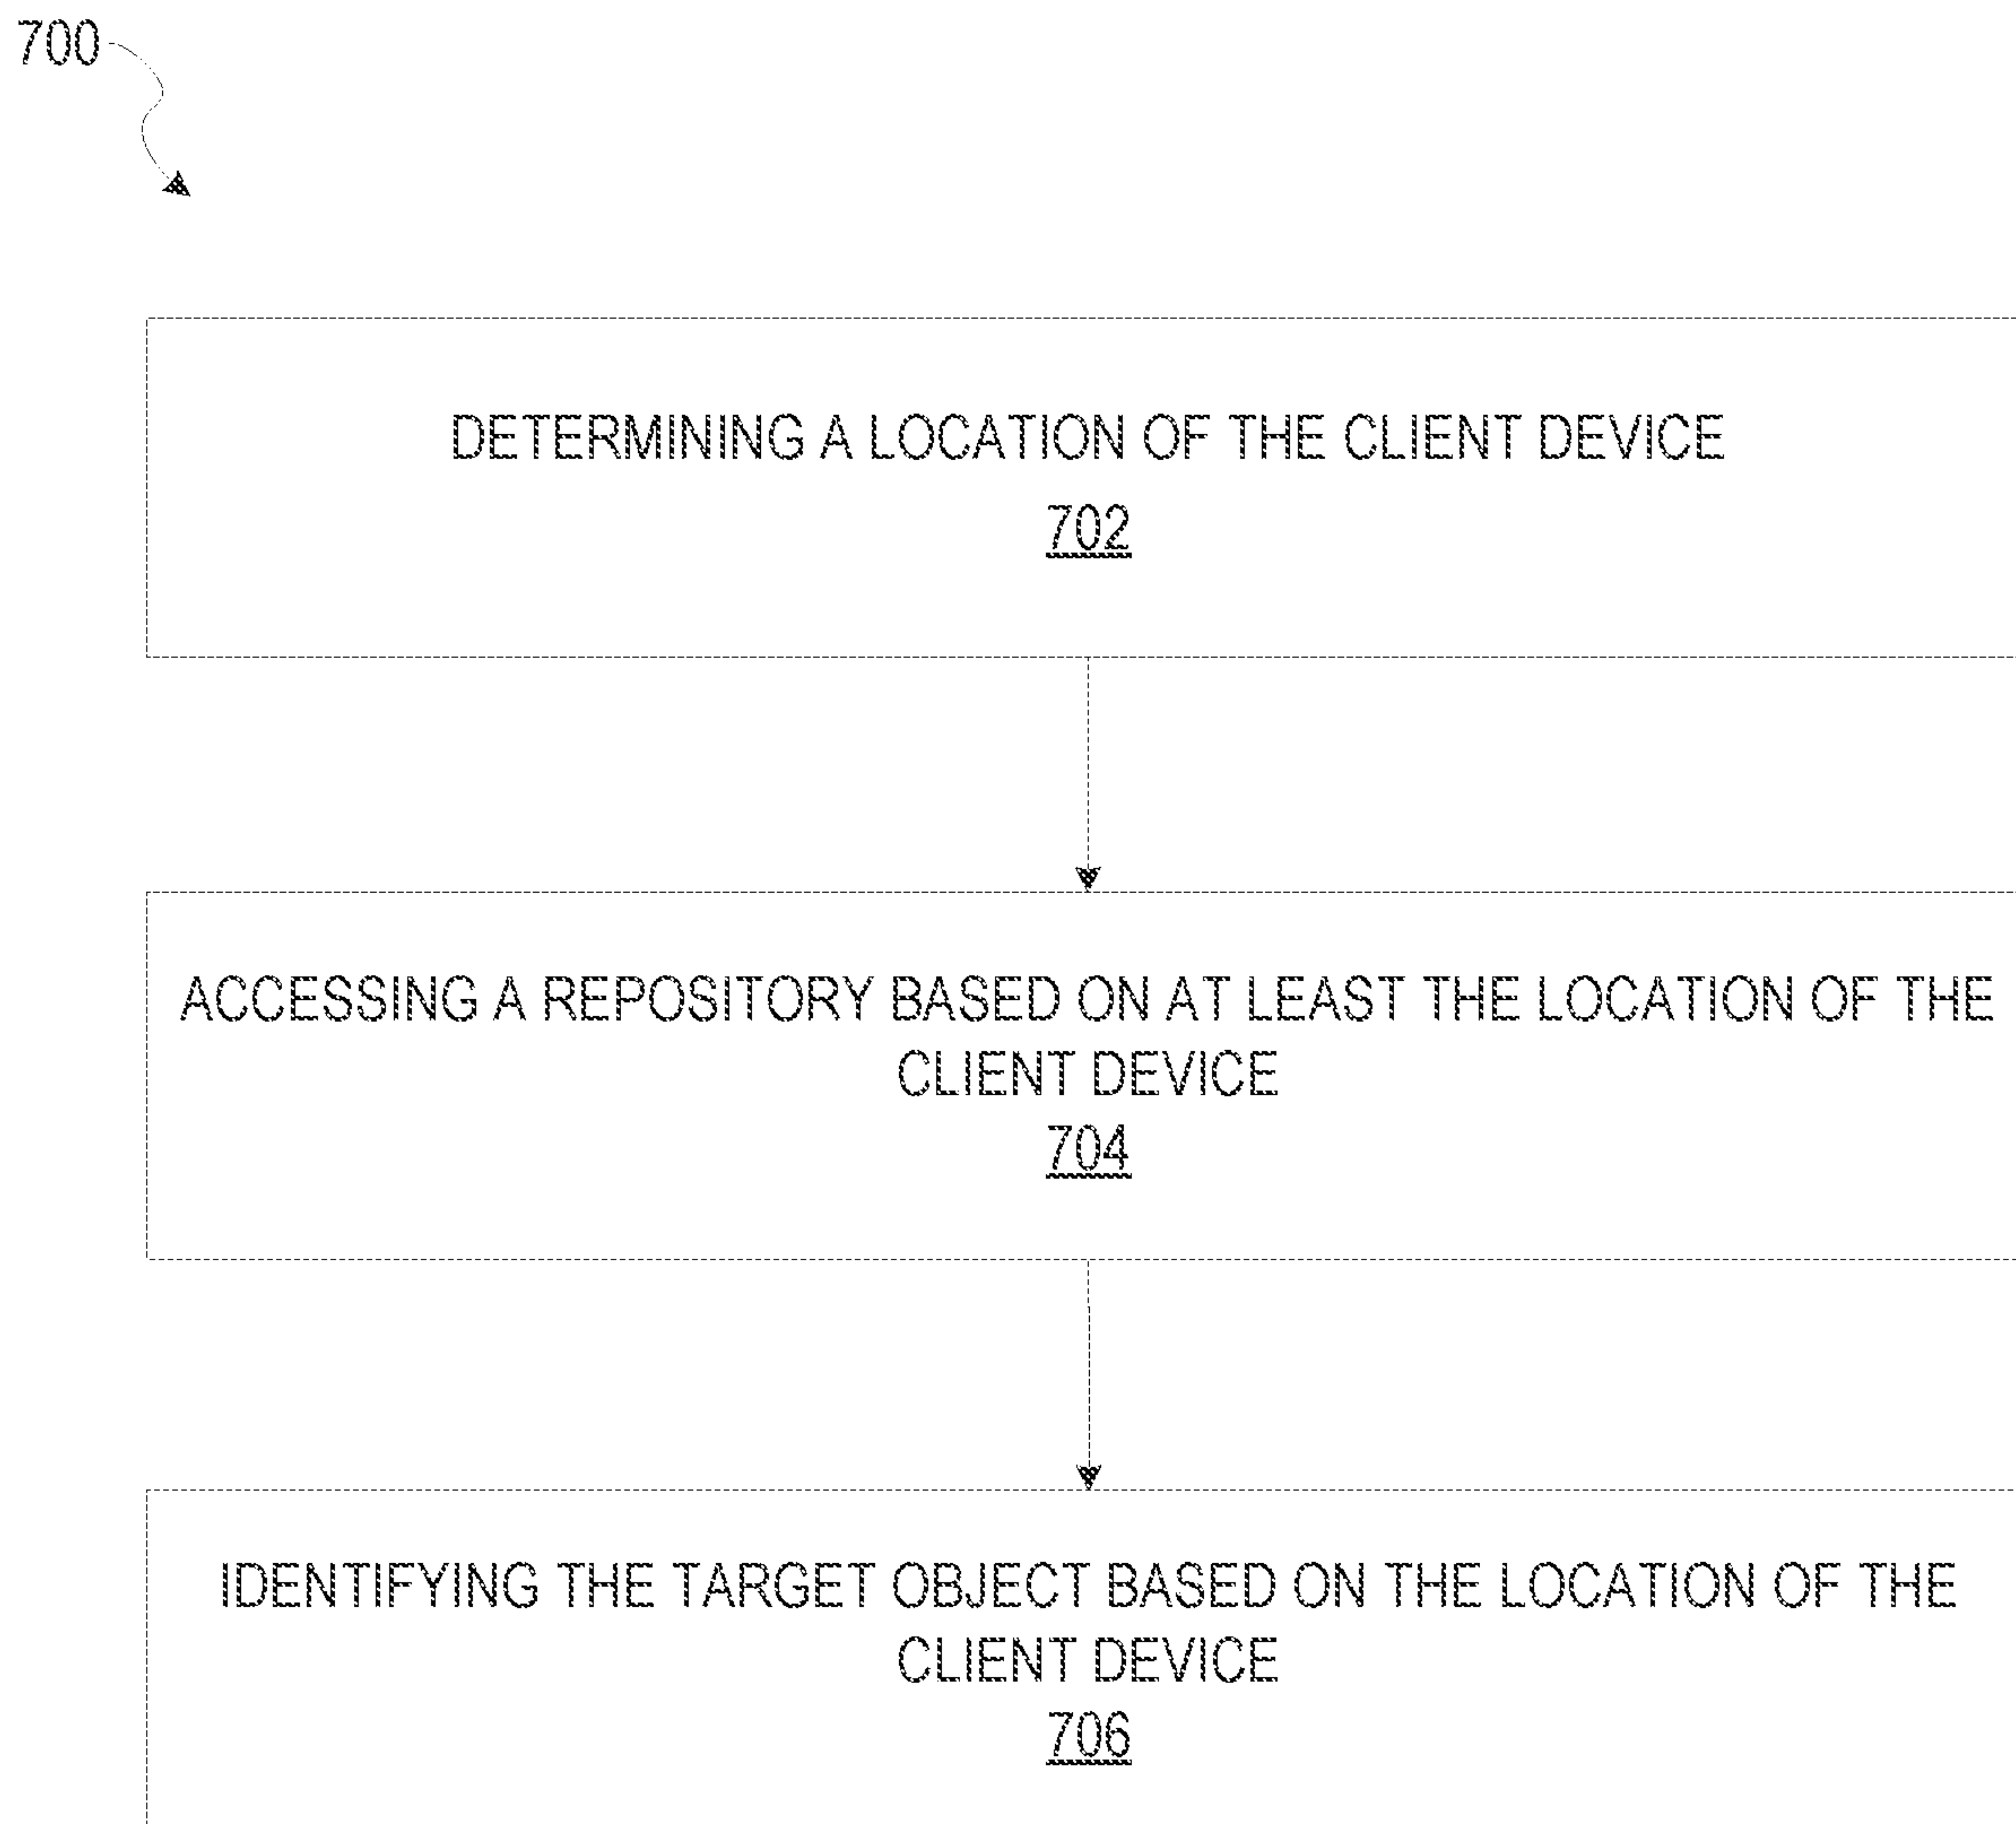 700
DETERMINING A LOCATION OF THE CLIENT DEVICE
702
ACCESSING A REPOSITORY BASED ON AT LEAST THE LOCATION OF THE
CLIENT DEVICE
704
IDENTIFYING THE TARGET OBJECT BASED ON THE LOCATION OF THE
CLIENT DEVICE
706